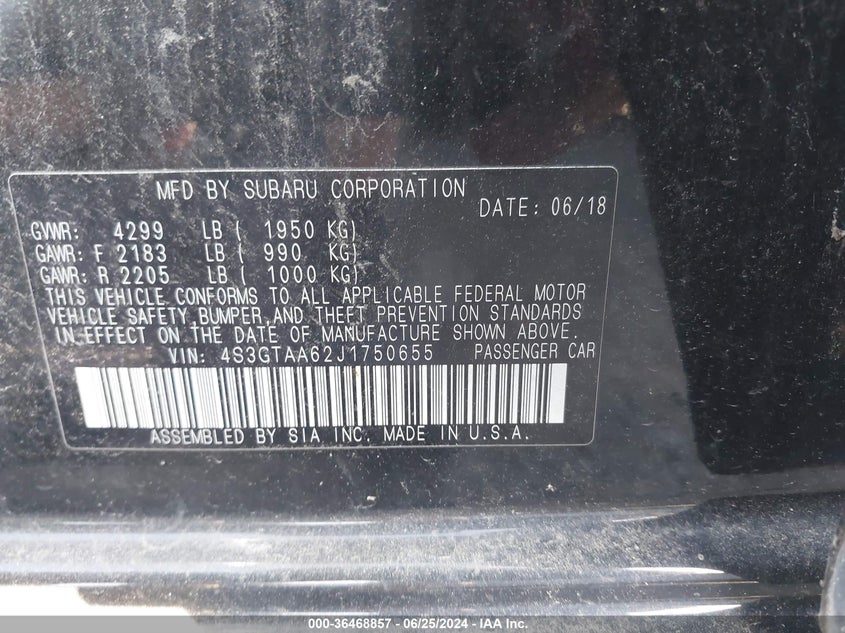 MFD BY SUBARU CORPORATION
DATE: 06/18
GVWR: 4299 LB ( 1950 KG)
GAWR: F 2183 LB ( 990 KG)
GAWR: R 2205 LB ( 1000 KG)
THIS VEHICLE CONFORMS TO ALL APPLICABLE FEDERAL MOTOR
VEHICLE SAFETY, BUMPER, AND THEFT PREVENTION STANDARDS
IN EFFECT ON THE DATE OF MANUFACTURE SHOWN ABOVE.
VIN: 4S3GTAA62J1750655 PASSENGER CAR
ASSEMBLED BY SIA INC. MADE IN U.S.A.
000-36468857 - 06/25/2024 - IAA Inc.